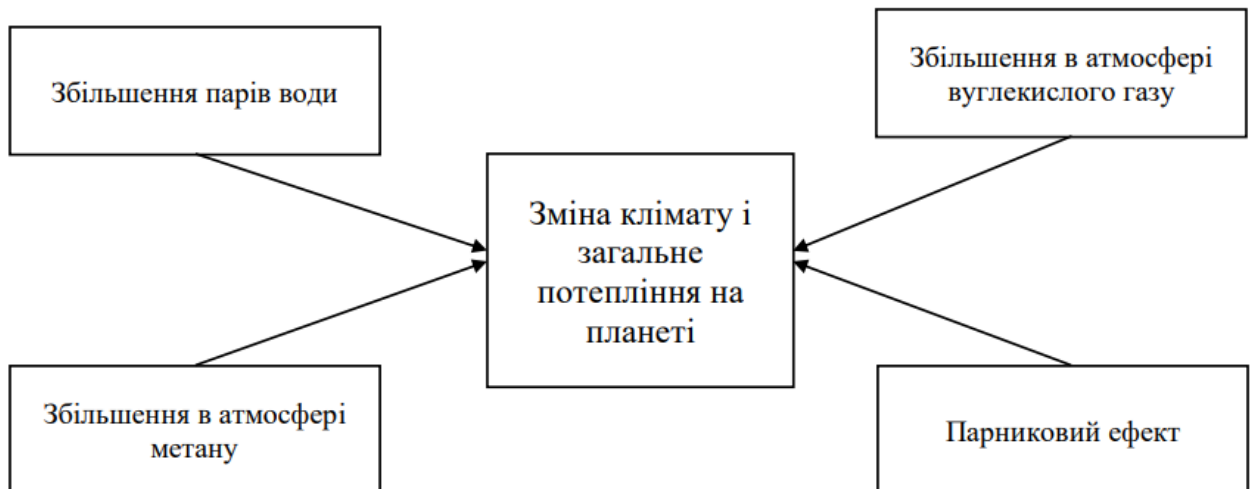 Збільшення парів води
Збільшення в атмосфері
вуглекислого газу
Зміна клімату і
загальне
потепління на
планеті
Збільшення в атмосфері
метану
Парниковий ефект